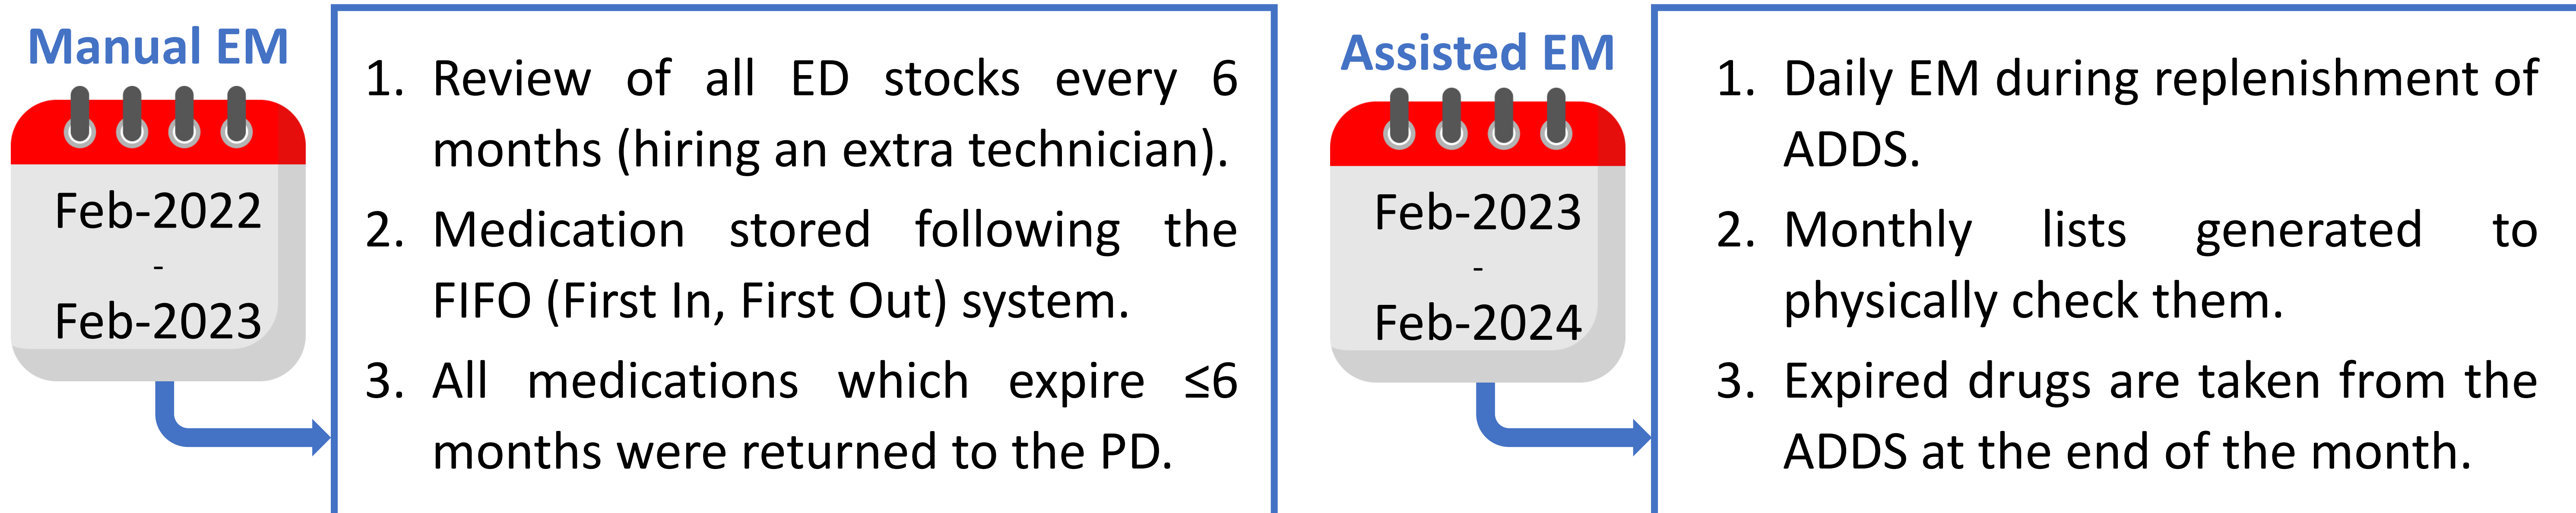 Manual EM
Feb-2022
-
Feb-2023
1. Review of all ED stocks every 6
months (hiring an extra technician).
2. Medication stored following the
FIFO (First In, First Out) system.
3. All medications which expire ≤6
months were returned to the PD.
Assisted EM
Feb-2023
-
Feb-2024
1. Daily EM during replenishment of
ADDS.
2. Monthly lists generated to
physically check them.
3. Expired drugs are taken from the
ADDS at the end of the month.